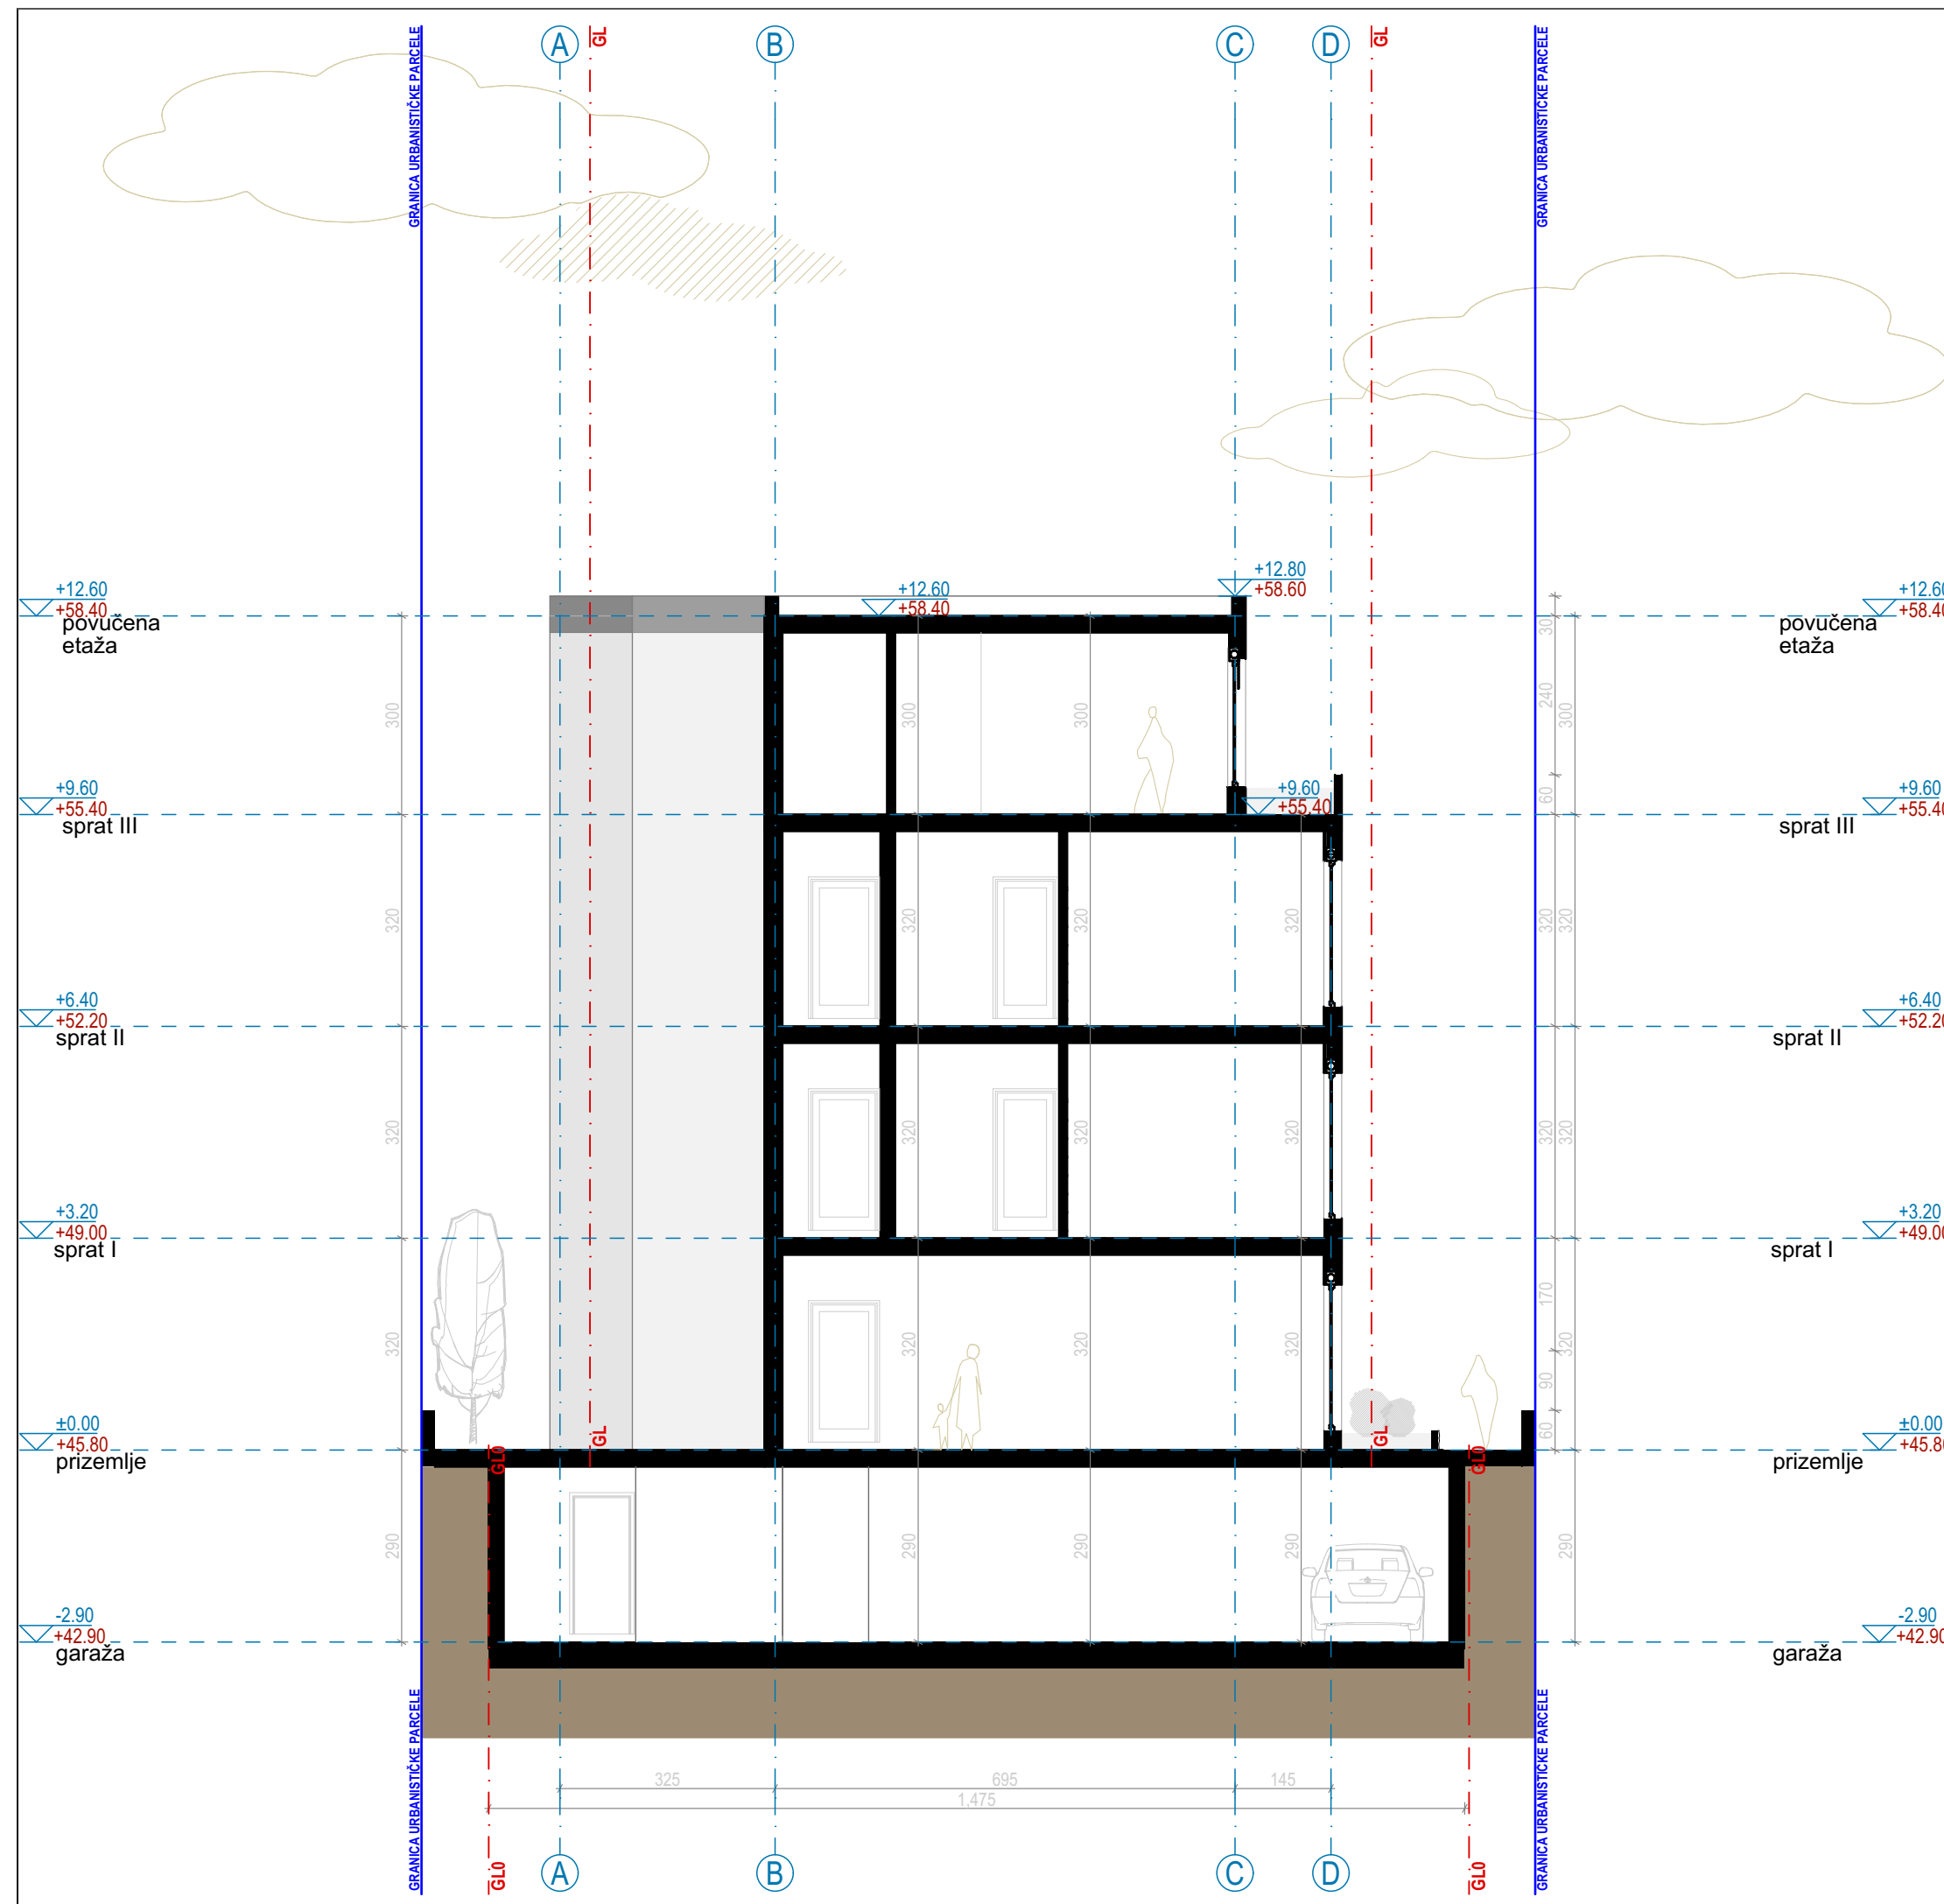 GRANICA URBANISTIČKE PARCELE
A
GL
B
C
D
GL
GRANICA URBANISTIČKE PARCELE
+12.60
+58.40
povučena
etaža
+12.60
+58.40
+12.80
+58.60
+12.60
+58.40
povučena
etaža
30
300
300
300
240
300
60
+9.60
+55.40
sprat III
+9.60
+55.40
+9.60
+55.40
sprat III
320
320
320
320
320
320
+6.40
+52.20
sprat II
+6.40
+52.20
sprat II
320
320
320
320
320
320
+3.20
+49.00
sprat I
+3.20
+49.00
sprat I
170
320
320
320
320
320
90
60
±0.00
+45.80
prizemlje
GL0
GL
GL
GL0
±0.00
+45.80
prizemlje
290
290
290
290
290
-2.90
+42.90
garaža
-2.90
+42.90
garaža
GRANICA URBANISTIČKE PARCELE
GRANICA URBANISTIČKE PARCELE
325
695
145
1,475
GL0
A
B
C
D
GL0